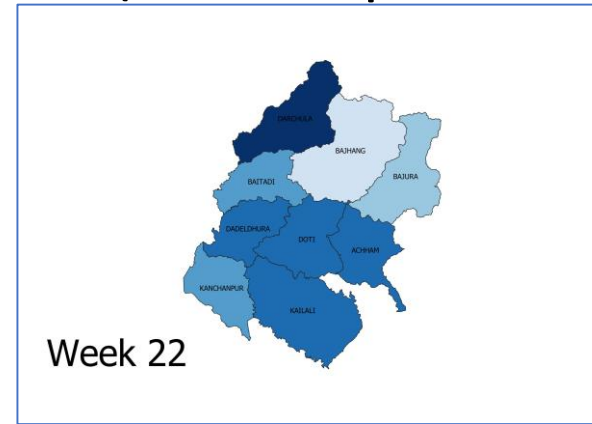 DARCHULA
BAJHANG
BAJURA
BAITADI
DADELDHURA
DOTI
ACHHAM
KANCHANPUR
KAILALI
Week 22